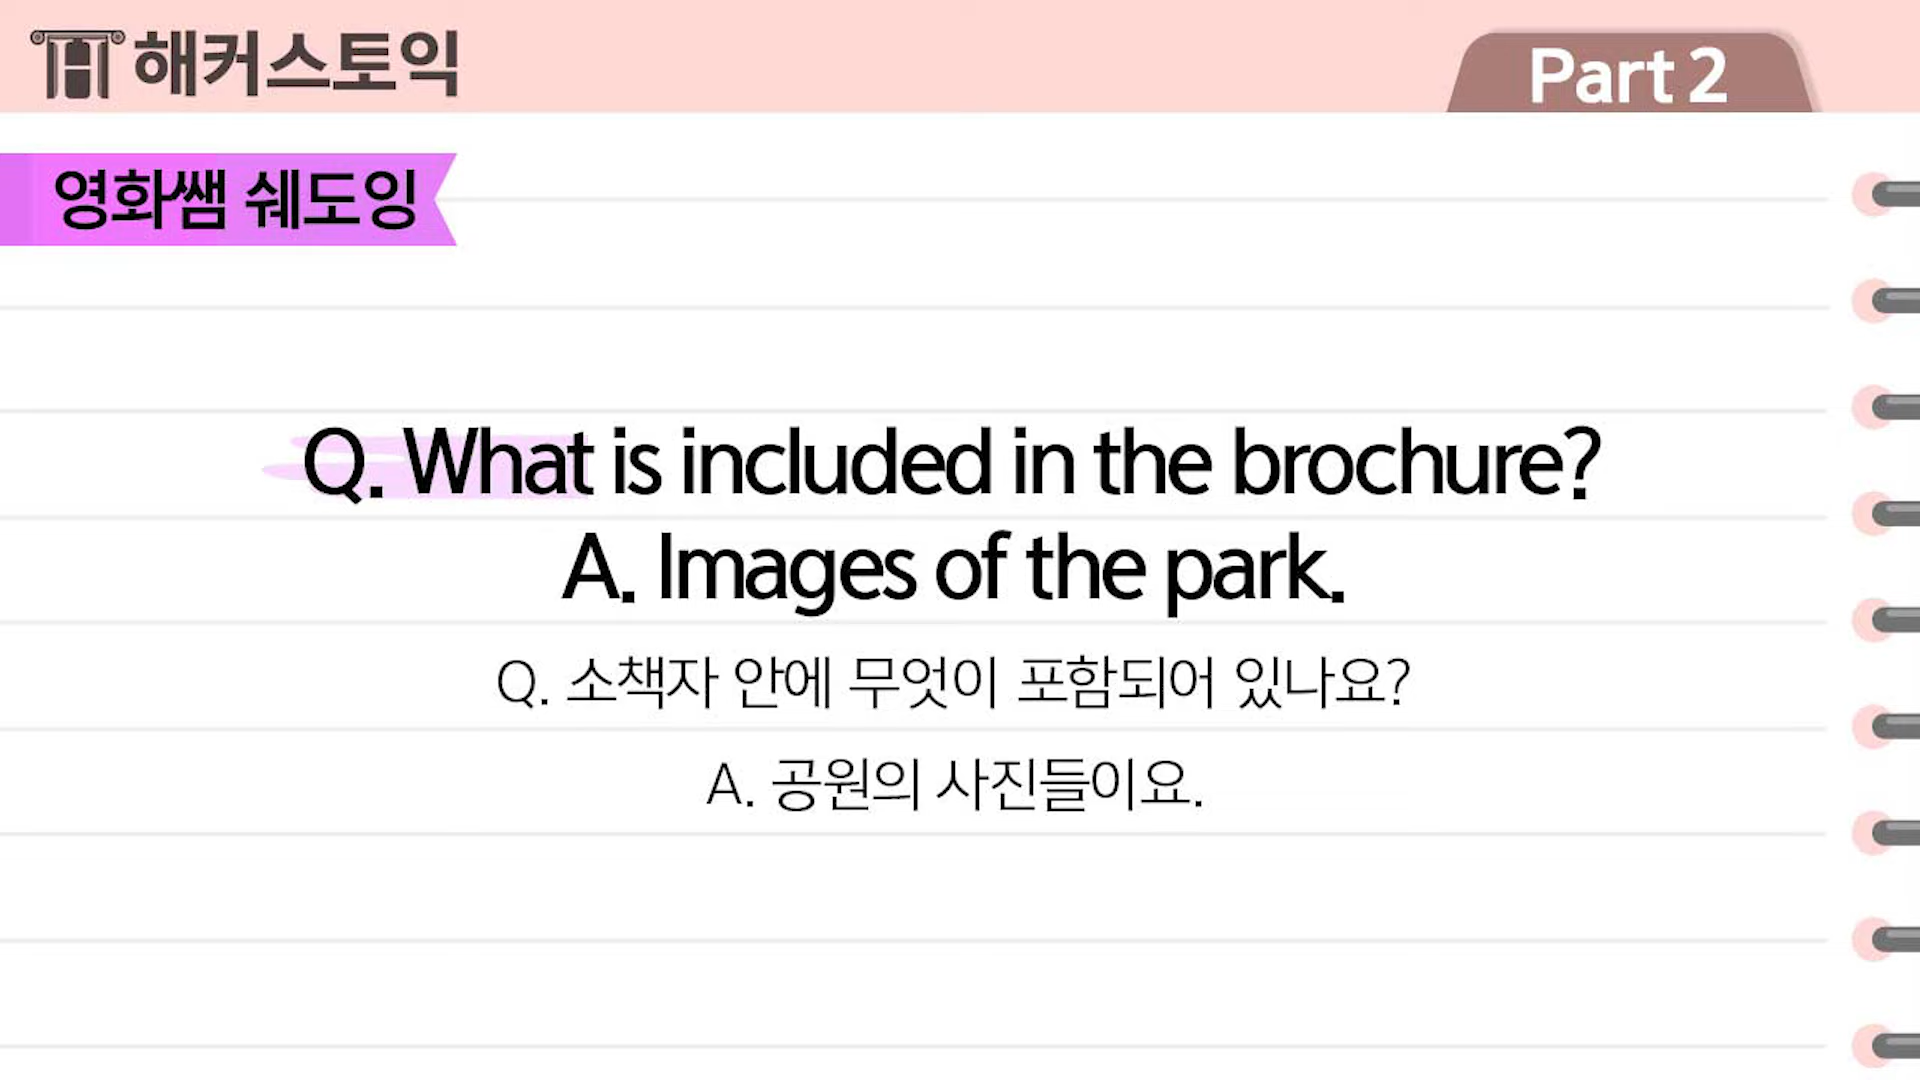 해커스토익
Part 2
영화쌤 쉐도잉
Q. What is included in the brochure?
A. Images of the park.
Q. 소책자 안에 무엇이 포함되어 있나요?
A. 공원의 사진들이요.